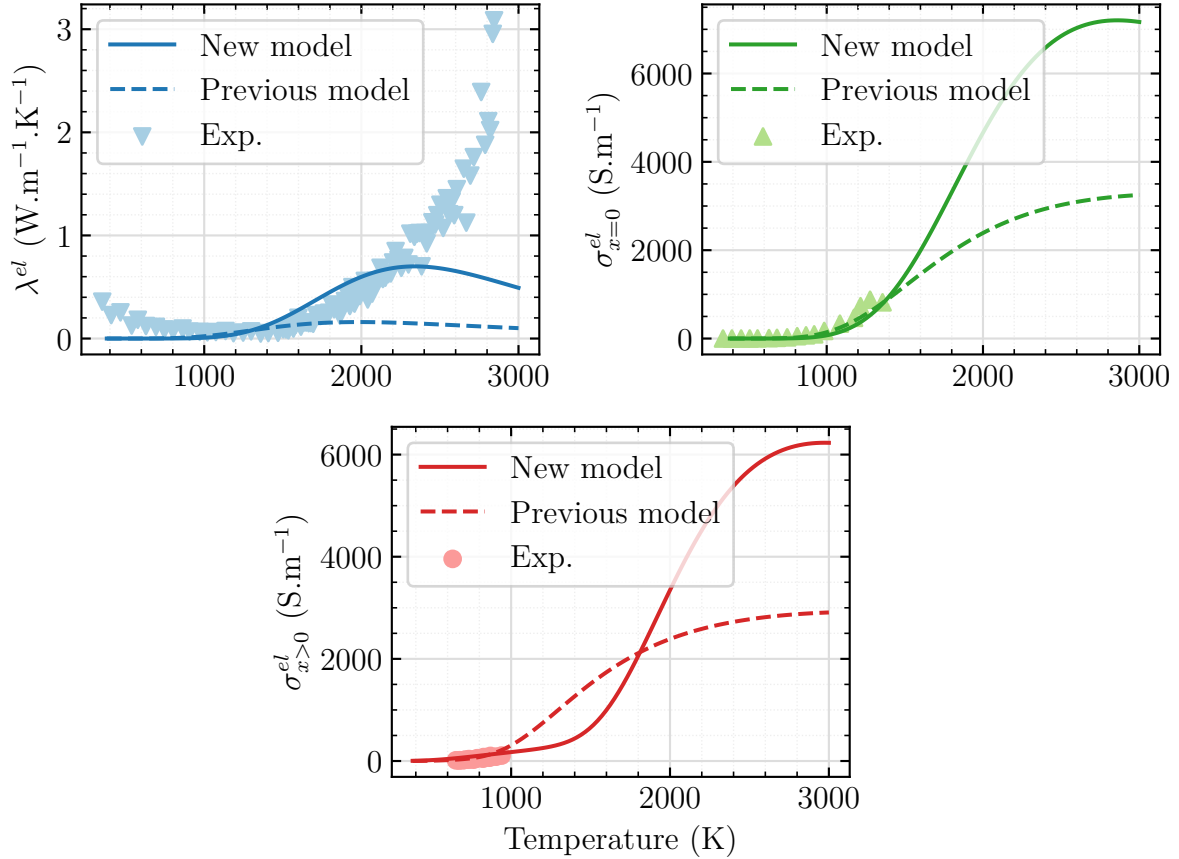 λ^{el} (W.m⁻¹.K⁻¹)
3
2
1
0
New model
Previous model
Exp.
1000 2000 3000
σ^{el}_{x=0} (S.m⁻¹)
6000
4000
2000
0
New model
Previous model
Exp.
1000 2000 3000
σ^{el}_{x>0} (S.m⁻¹)
6000
4000
2000
0
New model
Previous model
Exp.
1000 2000 3000
Temperature (K)